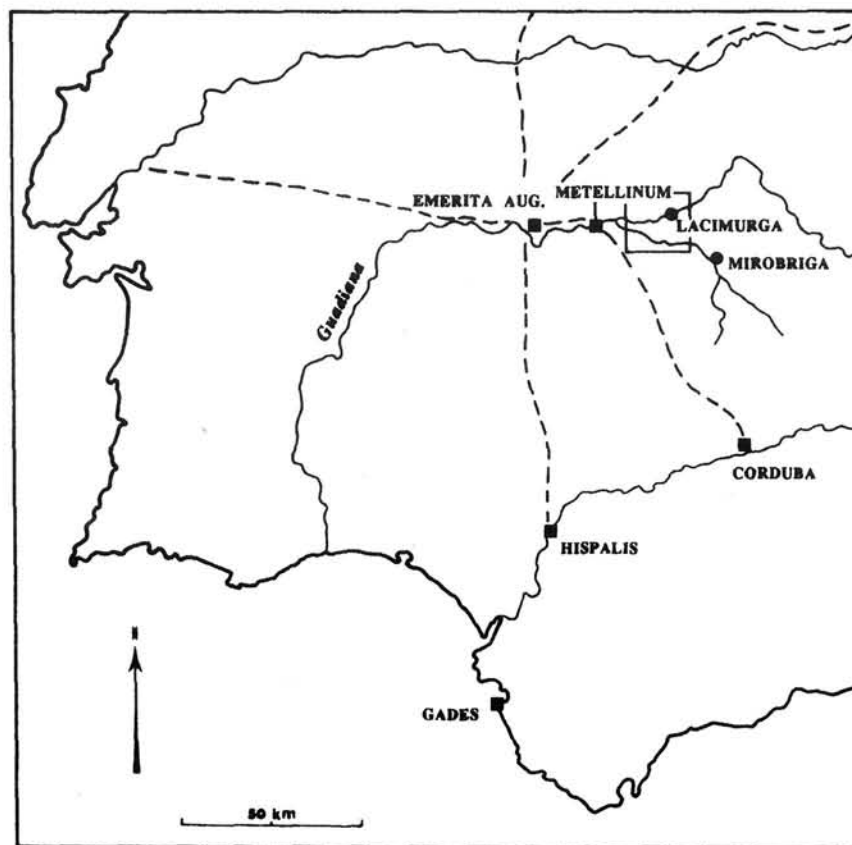 EMERITA AUG.
METELLINUM
LACIMURGA
MIROBRIGA
Guadiana
CORDUBA
HISPALIS
N
GADES
50 km